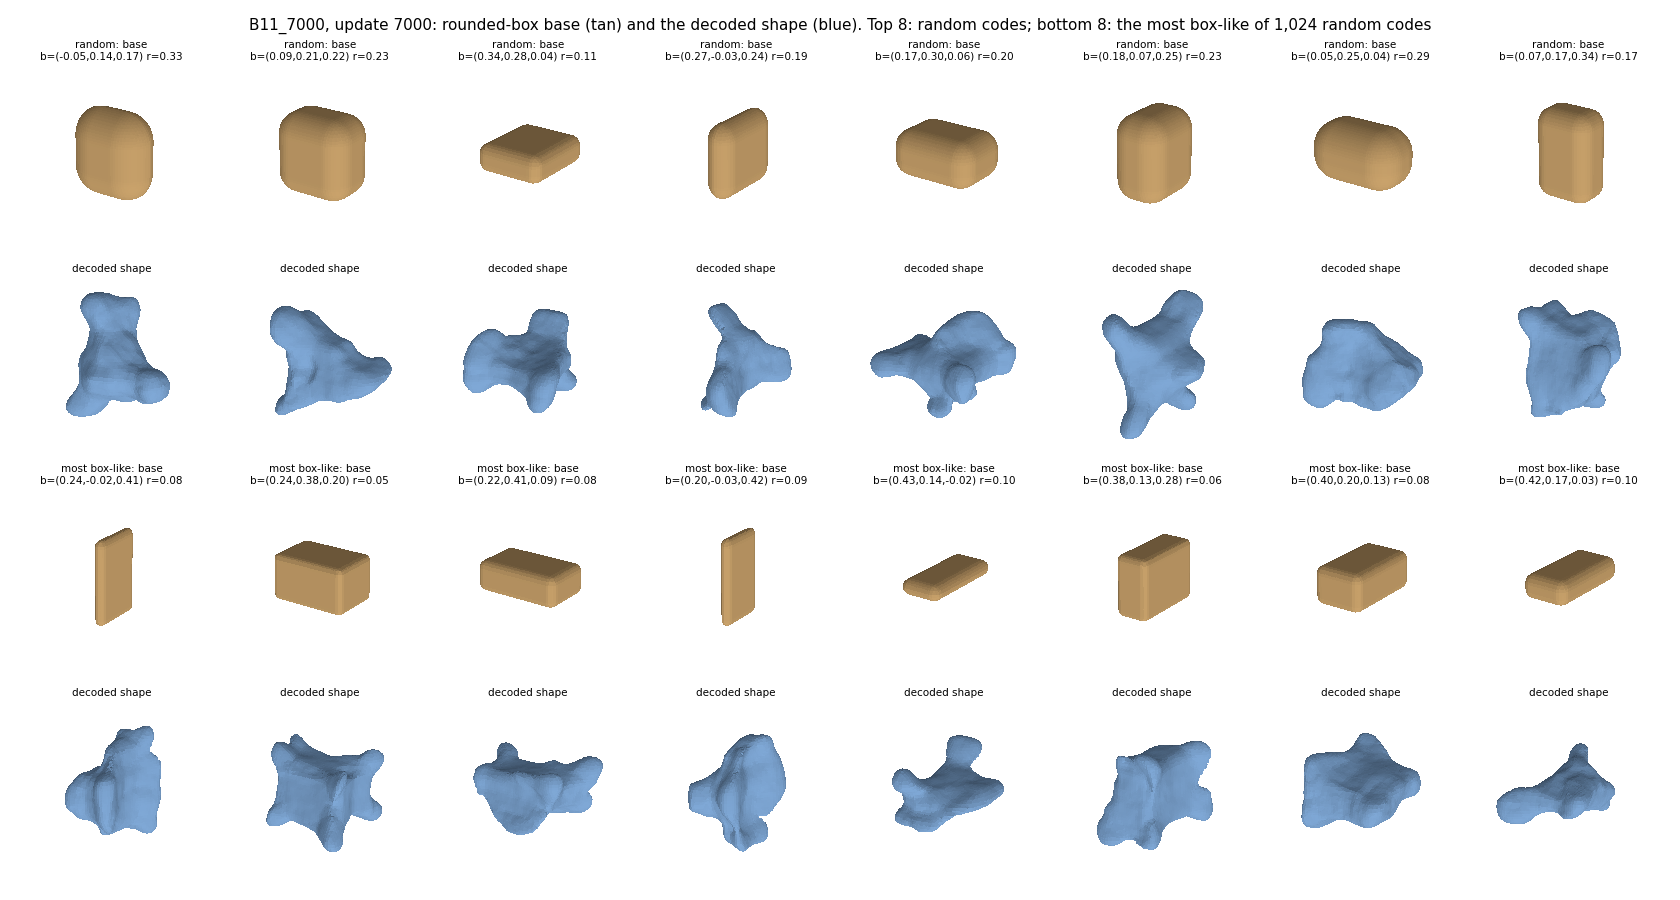 B11_7000, update 7000: rounded-box base (tan) and the decoded shape (blue). Top 8: random codes; bottom 8: the most box-like of 1,024 random codes
random: base
b=(-0.05,0.14,0.17) r=0.33
random: base
b=(0.09,0.21,0.22) r=0.23
random: base
b=(0.34,0.28,0.04) r=0.11
random: base
b=(0.27,-0.03,0.24) r=0.19
random: base
b=(0.17,0.30,0.06) r=0.20
random: base
b=(0.18,0.07,0.25) r=0.23
random: base
b=(0.05,0.25,0.04) r=0.29
random: base
b=(0.07,0.17,0.34) r=0.17
decoded shape
decoded shape
decoded shape
decoded shape
decoded shape
decoded shape
decoded shape
decoded shape
most box-like: base
b=(0.24,-0.02,0.41) r=0.08
most box-like: base
b=(0.24,0.38,0.20) r=0.05
most box-like: base
b=(0.22,0.41,0.09) r=0.08
most box-like: base
b=(0.20,-0.03,0.42) r=0.09
most box-like: base
b=(0.43,0.14,-0.02) r=0.10
most box-like: base
b=(0.38,0.13,0.28) r=0.06
most box-like: base
b=(0.40,0.20,0.13) r=0.08
most box-like: base
b=(0.42,0.17,0.03) r=0.10
decoded shape
decoded shape
decoded shape
decoded shape
decoded shape
decoded shape
decoded shape
decoded shape